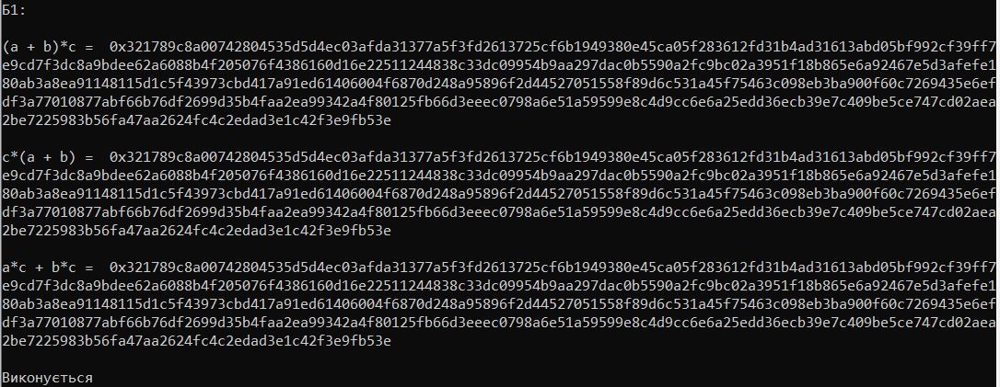 Б1:
(a + b)*c =  0x321789c8a00742804535d5d4ec03afda31377a5f3fd2613725cf6b1949380e45ca05f283612fd31b4ad31613abd05bf992cf39ff7
e9cd7f3dc8a9bdee62a6088b4f205076f4386160d16e22511244838c33dc09954b9aa297dac0b5590a2fc9bc02a3951f18b865e6a92467e5d3afefe1
80ab3a8ea91148115d1c5f43973cbd417a91ed61406004f6870d248a95896f2d44527051558f89d6c531a45f75463c098eb3ba900f60c7269435e6ef
df3a77010877abf66b76df2699d35b4faa2ea99342a4f80125fb66d3eeec0798a6e51a59599e8c4d9cc6e6a25edd36ecb39e7c409be5ce747cd02aea
2be7225983b56fa47aa2624fc4c2edad3e1c42f3e9fb53e
c*(a + b) =  0x321789c8a00742804535d5d4ec03afda31377a5f3fd2613725cf6b1949380e45ca05f283612fd31b4ad31613abd05bf992cf39ff7
e9cd7f3dc8a9bdee62a6088b4f205076f4386160d16e22511244838c33dc09954b9aa297dac0b5590a2fc9bc02a3951f18b865e6a92467e5d3afefe1
80ab3a8ea91148115d1c5f43973cbd417a91ed61406004f6870d248a95896f2d44527051558f89d6c531a45f75463c098eb3ba900f60c7269435e6ef
df3a77010877abf66b76df2699d35b4faa2ea99342a4f80125fb66d3eeec0798a6e51a59599e8c4d9cc6e6a25edd36ecb39e7c409be5ce747cd02aea
2be7225983b56fa47aa2624fc4c2edad3e1c42f3e9fb53e
a*c + b*c =  0x321789c8a00742804535d5d4ec03afda31377a5f3fd2613725cf6b1949380e45ca05f283612fd31b4ad31613abd05bf992cf39ff7
e9cd7f3dc8a9bdee62a6088b4f205076f4386160d16e22511244838c33dc09954b9aa297dac0b5590a2fc9bc02a3951f18b865e6a92467e5d3afefe1
80ab3a8ea91148115d1c5f43973cbd417a91ed61406004f6870d248a95896f2d44527051558f89d6c531a45f75463c098eb3ba900f60c7269435e6ef
df3a77010877abf66b76df2699d35b4faa2ea99342a4f80125fb66d3eeec0798a6e51a59599e8c4d9cc6e6a25edd36ecb39e7c409be5ce747cd02aea
2be7225983b56fa47aa2624fc4c2edad3e1c42f3e9fb53e
Виконується